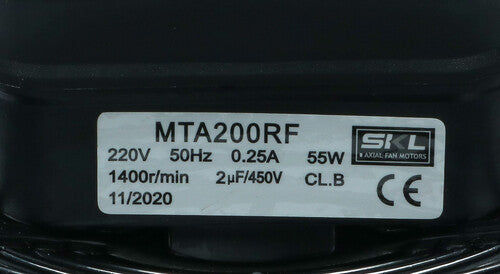 MTA200RF
SKL
AXIAL FAN MOTORS
220V 50Hz 0.25A 55W
1400r/min 2µF/450V CL.B
11/2020
CE